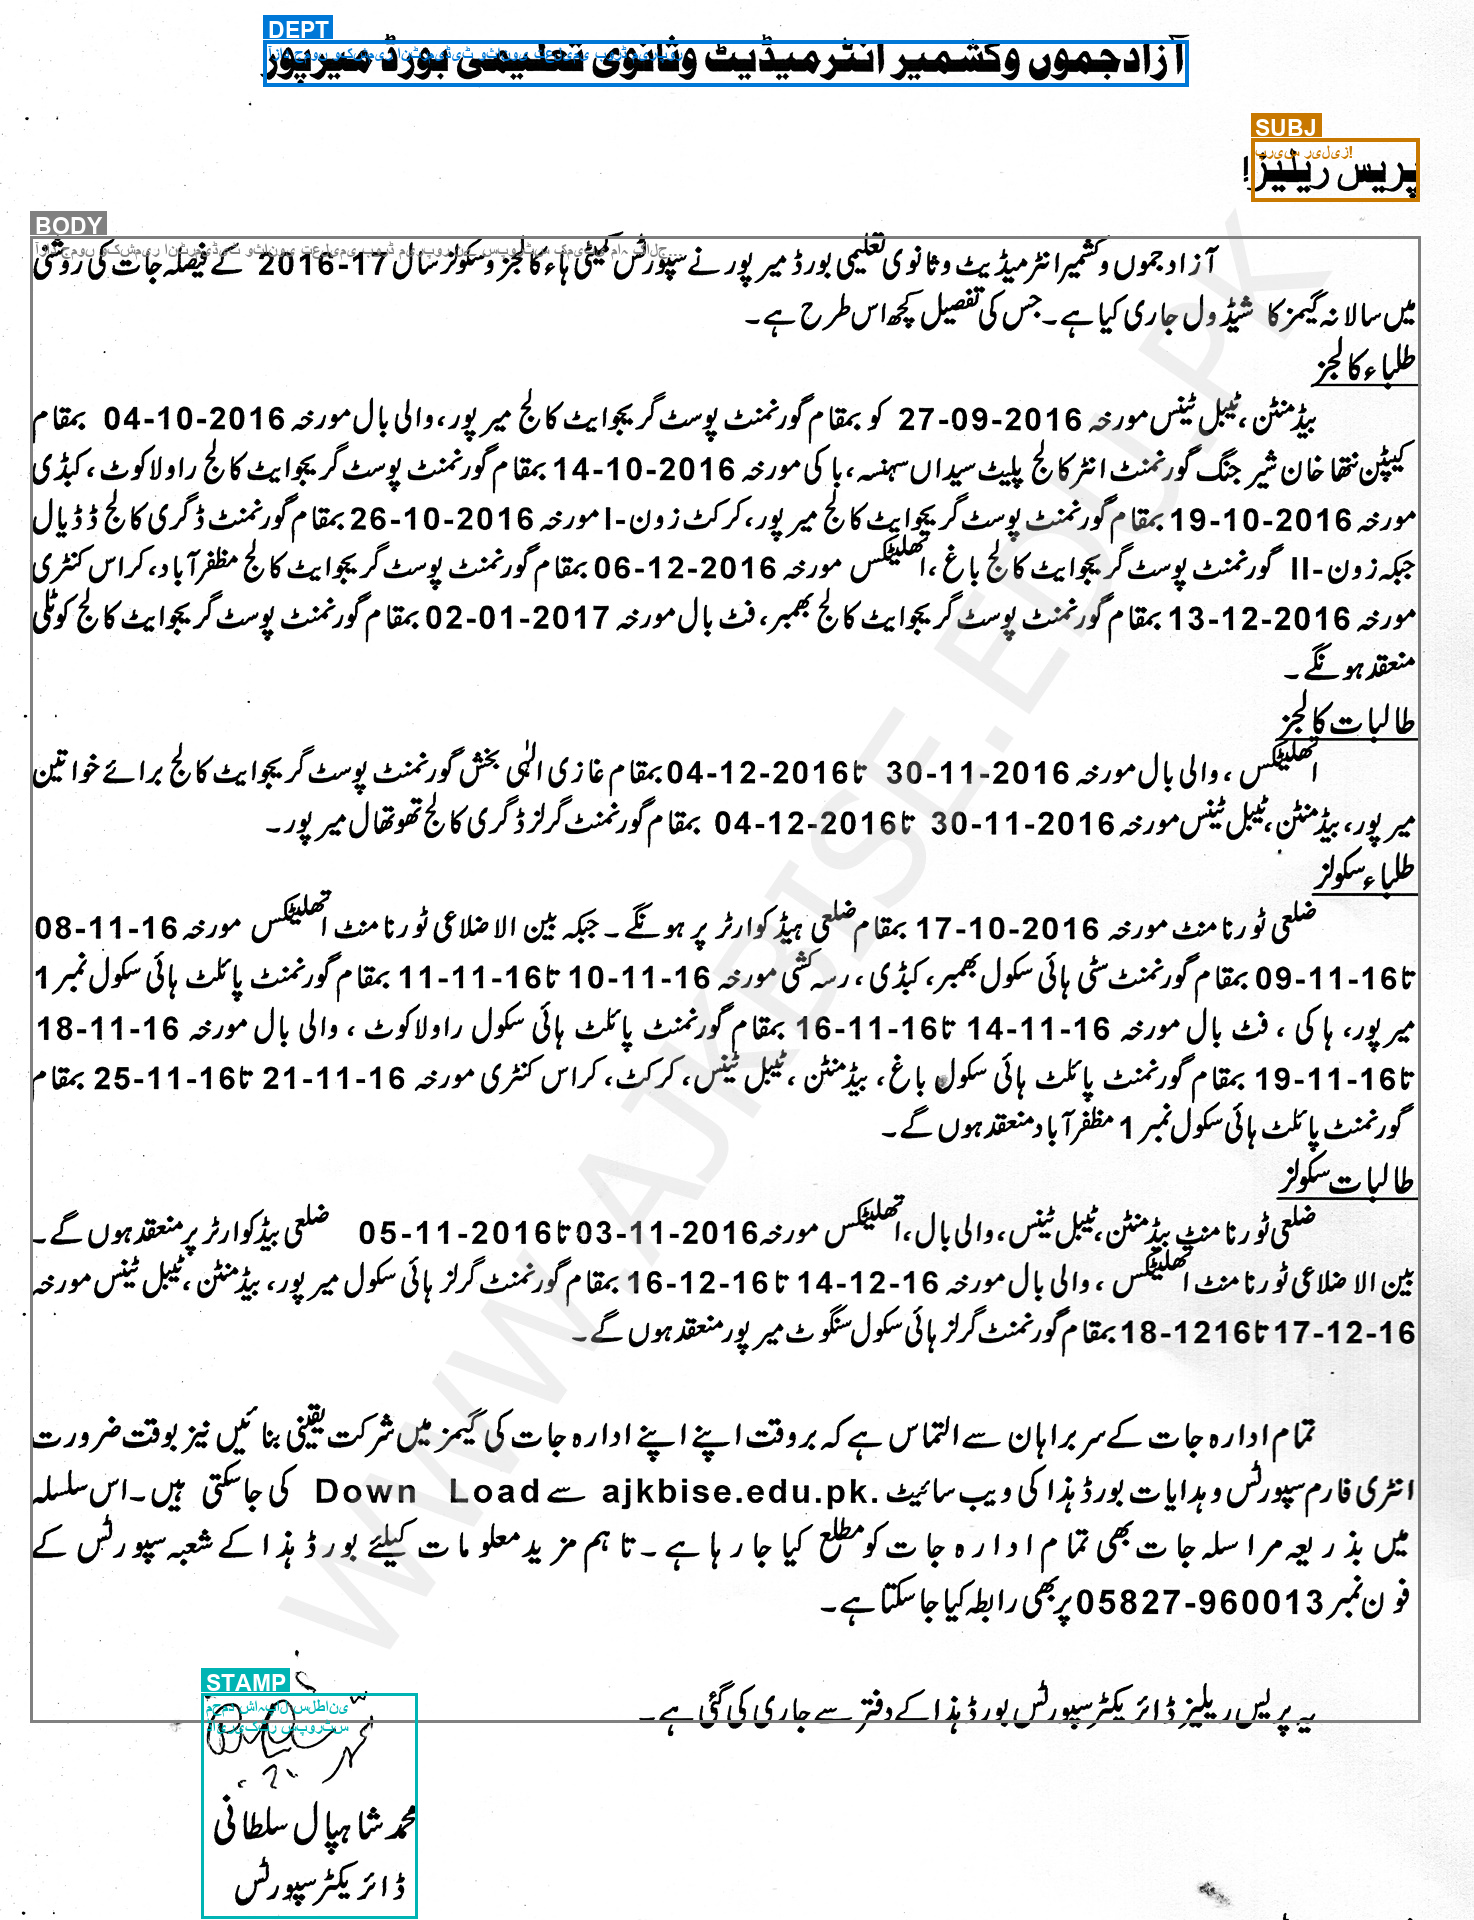 DEPT
آزاد جموں وکشمیر انٹرمیڈیٹ وثانوی تعلیمی بورڈ میرپور
SUBJ
پریس ریلیز!
BODY
آزاد جموں وکشمیر انٹرمیڈیٹ وثانوی تعلیمی بورڈ میرپور نے سپورٹس کمیٹی ہاء کالجز وسکولز سال 17-2016 کے فیصلہ جات کی روشنی
میں سالانہ گیمز کا شیڈول جاری کیا ہے۔ جس کی تفصیل کچھ اس طرح ہے۔
طلباء کالجز
بیڈمنٹن، ٹیبل ٹینس مورخہ 27-09-2016 کو بمقام گورنمنٹ پوسٹ گریجوایٹ کالج میرپور، والی بال مورخہ 04-10-2016 بمقام
کیپٹن نتھا خان شیر جنگ گورنمنٹ انٹر کالج پلیٹ سیداں سہنسہ، ہاکی مورخہ 14-10-2016 بمقام گورنمنٹ پوسٹ گریجوایٹ کالج راولاکوٹ، کبڈی
مورخہ 19-10-2016 بمقام گورنمنٹ پوسٹ گریجوایٹ کالج میرپور، کرکٹ زون-I مورخہ 26-10-2016 بمقام گورنمنٹ ڈگری کالج ڈڈیال
جبکہ زون-II گورنمنٹ پوسٹ گریجوایٹ کالج باغ، اتھلیٹکس مورخہ 06-12-2016 بمقام گورنمنٹ پوسٹ گریجوایٹ کالج مظفرآباد، کراس کنٹری
مورخہ 13-12-2016 بمقام گورنمنٹ پوسٹ گریجوایٹ کالج بھمبر، فٹ بال مورخہ 02-01-2017 بمقام گورنمنٹ پوسٹ گریجوایٹ کالج کوٹلی
منعقد ہونگے۔
طالبات کالجز
اتھلیٹکس، والی بال مورخہ 30-11-2016 تا 04-12-2016 بمقام غازی الٰہی بخش گورنمنٹ پوسٹ گریجوایٹ کالج برائے خواتین
میرپور، بیڈمنٹن، ٹیبل ٹینس مورخہ 30-11-2016 تا 04-12-2016 بمقام گورنمنٹ گرلز ڈگری کالج تھوتھال میرپور۔
طلباء سکولز
ضلعی ٹورنامنٹ مورخہ 17-10-2016 بمقام ضلعی ہیڈکوارٹر پر ہونگے۔ جبکہ بین الاضلاعی ٹورنامنٹ اتھلیٹکس مورخہ 08-11-16
تا 09-11-16 بمقام گورنمنٹ سٹی ہائی سکول بھمبر، کبڈی، رسہ کشی مورخہ 10-11-16 تا 11-11-16 بمقام گورنمنٹ پائلٹ ہائی سکول نمبر 1
میرپور، ہاکی، فٹ بال مورخہ 14-11-16 تا 16-11-16 بمقام گورنمنٹ پائلٹ ہائی سکول راولاکوٹ، والی بال مورخہ 18-11-16
تا 19-11-16 بمقام گورنمنٹ پائلٹ ہائی سکول باغ، بیڈمنٹن، ٹیبل ٹینس، کرکٹ، کراس کنٹری مورخہ 21-11-16 تا 25-11-16 بمقام
گورنمنٹ پائلٹ ہائی سکول نمبر 1 مظفرآباد منعقد ہوں گے۔
طالبات سکولز
ضلعی ٹورنامنٹ بیڈمنٹن، ٹیبل ٹینس، والی بال، اتھلیٹکس مورخہ 03-11-2016 تا 05-11-2016 ضلعی ہیڈکوارٹر پر منعقد ہوں گے۔
بین الاضلاعی ٹورنامنٹ اتھلیٹکس، والی بال مورخہ 14-12-16 تا 16-12-16 بمقام گورنمنٹ گرلز ہائی سکول میرپور، بیڈمنٹن، ٹیبل ٹینس مورخہ
17-12-16 تا 18-1216 بمقام گورنمنٹ گرلز ہائی سکول سنگوٹ میرپور منعقد ہوں گے۔
تمام ادارہ جات کے سربراہان سے التماس ہے کہ بروقت اپنے اپنے ادارہ جات کی گیمز میں شرکت یقینی بنائیں نیز بوقت ضرورت
انٹری فارم سپورٹس و ہدایات بورڈ ہذا کی ویب سائیٹ ajkbise.edu.pk. سے Down Load کی جاسکتی ہیں۔ اس سلسلہ
میں بذریعہ مراسلہ جات بھی تمام ادارہ جات کو مطلع کیا جا رہا ہے۔ تاہم مزید معلومات کیلئے بورڈ ہذا کے شعبہ سپورٹس کے
فون نمبر 05827-960013 پر بھی رابطہ کیا جاسکتا ہے۔
یہ پریس ریلیز ڈائریکٹر سپورٹس بورڈ ہذا کے دفتر سے جاری کی گئی ہے۔
STAMP
محمد شاہپال سلطانی
ڈائریکٹر سپورٹس
WWW.AJKBISE.EDU.PK